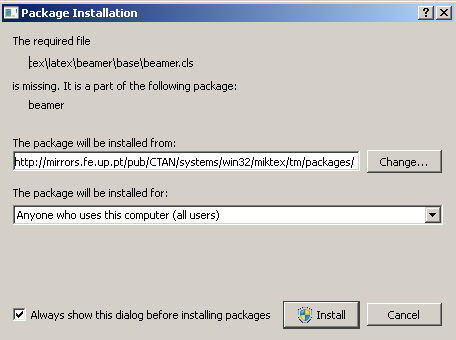 Package Installation
The required file
tex\latex\beamer\base\beamer.cls
is missing. It is a part of the following package:
beamer
The package will be installed from:
http://mirrors.fe.up.pt/pub/CTAN/systems/win32/miktex/tm/packages/
Change...
The package will be installed for:
Anyone who uses this computer (all users)
Always show this dialog before installing packages
Install
Cancel